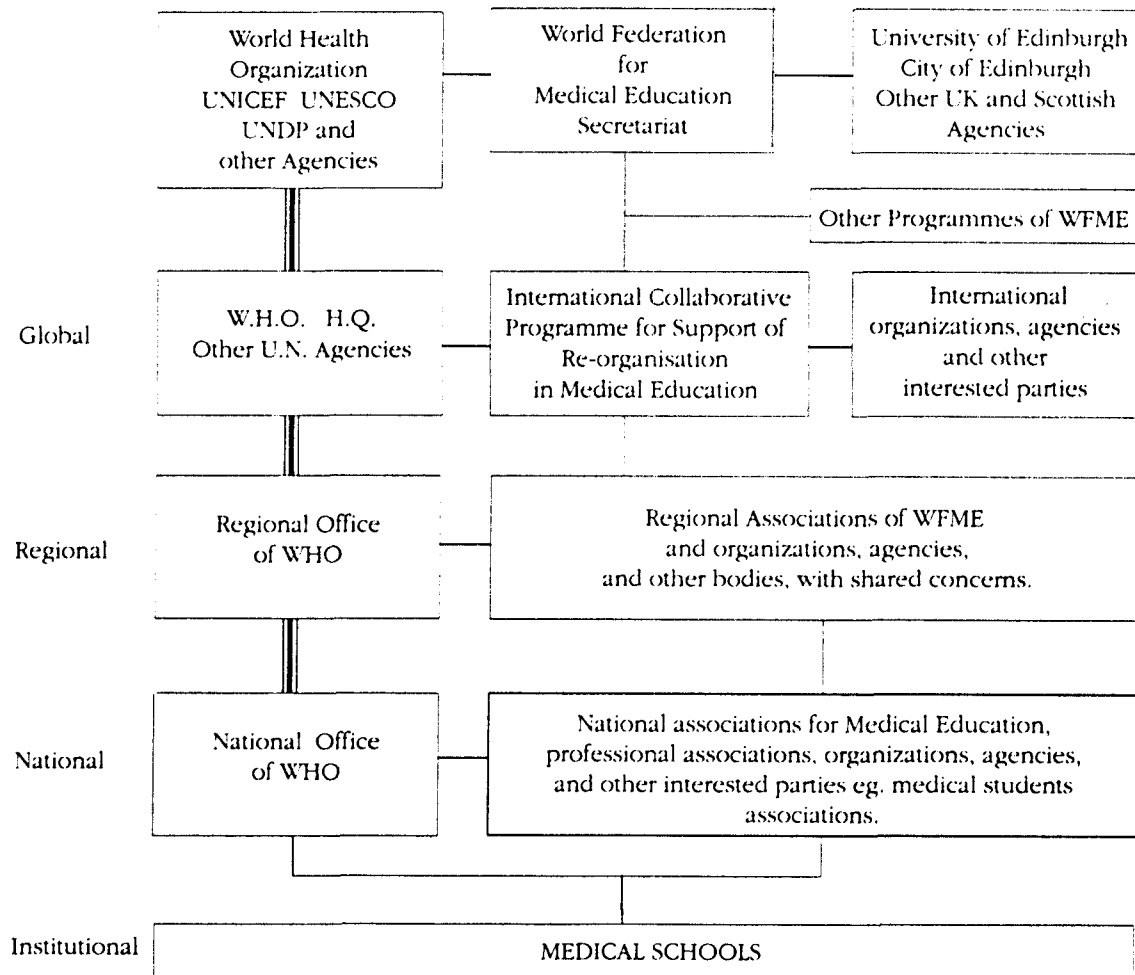 World Health
Organization
UNICEF UNESCO
UNDP and
other Agencies
World Federation
for
Medical Education
Secretariat
University of Edinburgh
City of Edinburgh
Other UK and Scottish
Agencies
Other Programmes of WFME
Global
W.H.O. H.Q.
Other U.N. Agencies
International Collaborative
Programme for Support of
Re-organisation
in Medical Education
International
organizations, agencies
and other
interested parties
Regional
Regional Office
of WHO
Regional Associations of WFME
and organizations, agencies,
and other bodies, with shared concerns.
National
National Office
of WHO
National associations for Medical Education,
professional associations, organizations, agencies,
and other interested parties eg. medical students
associations.
Institutional
MEDICAL SCHOOLS